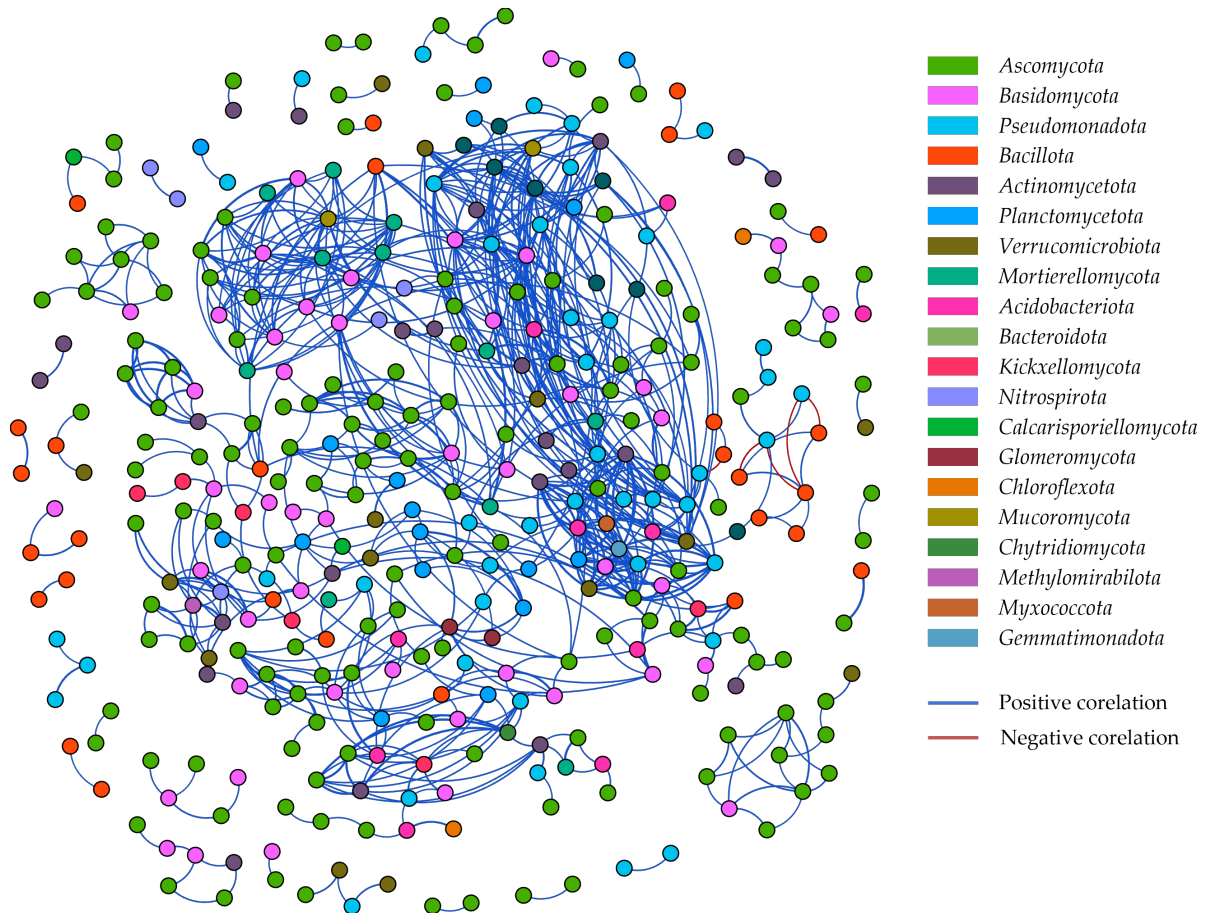 Ascomycota
Basidomycota
Pseudomonadota
Bacillota
Actinomycetota
Planctomycetota
Verrucomicrobiota
Mortierellomycota
Acidobacteriota
Bacteroidota
Kickxellomycota
Nitrospirota
Calcarisporiellomycota
Glomeromycota
Chloroflexota
Mucoromycota
Chytridiomycota
Methylomirabilota
Myxococcota
Gemmatimonadota
Positive corelation
Negative corelation